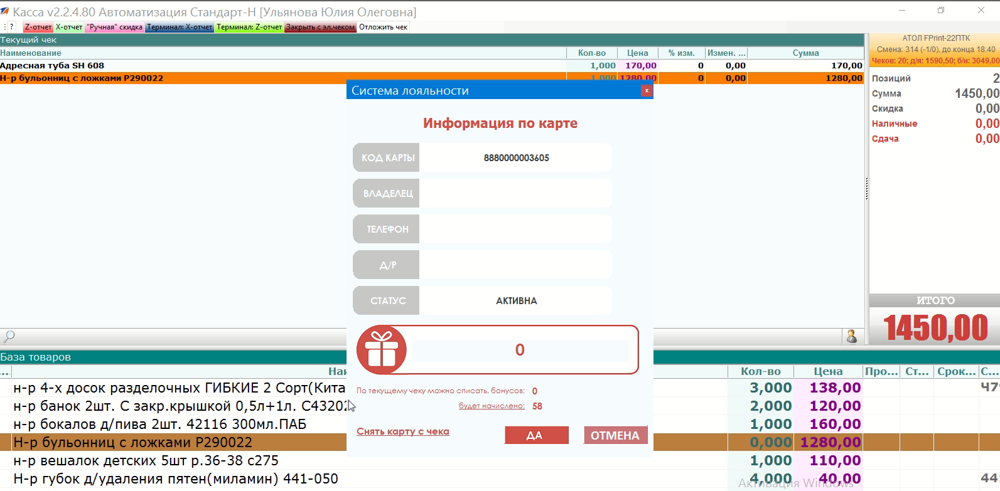 Касса v2.2.4.80 Автоматизация Стандарт-Н [Ульянова Юлия Олеговна]
? Z-отчет X-отчет "Ручная" скидка Терминал: X-отчет Терминал: Z-отчет Закрыть с эл.чеком Отложить чек
Текущий чек
Наименование Кол-во Цена % изм. Измен. ... Сумма
Адресная туба SH 608 1,000 170,00 0 0,00 170,00
Н-р бульонниц с ложками P290022 1,000 1280,00 0 0,00 1280,00
АТОЛ FPrint-22ПТК
Смена: 314 (-1/0), до конца 18:40
Чеков: 20; д/я: 1590,50; б/н: 3049,00
Позиций 2
Сумма 1450,00
Скидка 0,00
Наличные 0,00
Сдача 0,00
ИТОГО
1450,00
Система лояльности
x
Информация по карте
КОД КАРТЫ 8880000003605
ВЛАДЕЛЕЦ
ТЕЛЕФОН
Д/Р
СТАТУС АКТИВНА
0
По текущему чеку можно списать, бонусов: 0
будет начислено: 58
Снять карту с чека ДА ОТМЕНА
База товаров
... Наи Кол-во Цена Про... Ст... Срок... С...
н-р 4-х досок разделочных ГИБКИЕ 2 Сорт(Кита 3,000 138,00
н-р банок 2шт. С закр.крышкой 0,5л+1л. С43202 2,000 120,00
н-р бокалов д/пива 2шт. 42116 300мл.ПАБ 1,000 160,00
Н-р бульонниц с ложками P290022 0,000 1280,00
н-р вешалок детских 5шт р.36-38 с275 1,000 110,00
Н-р губок д/удаления пятен(миламин) 441-050 4,000 40,00 44
Активация Windows